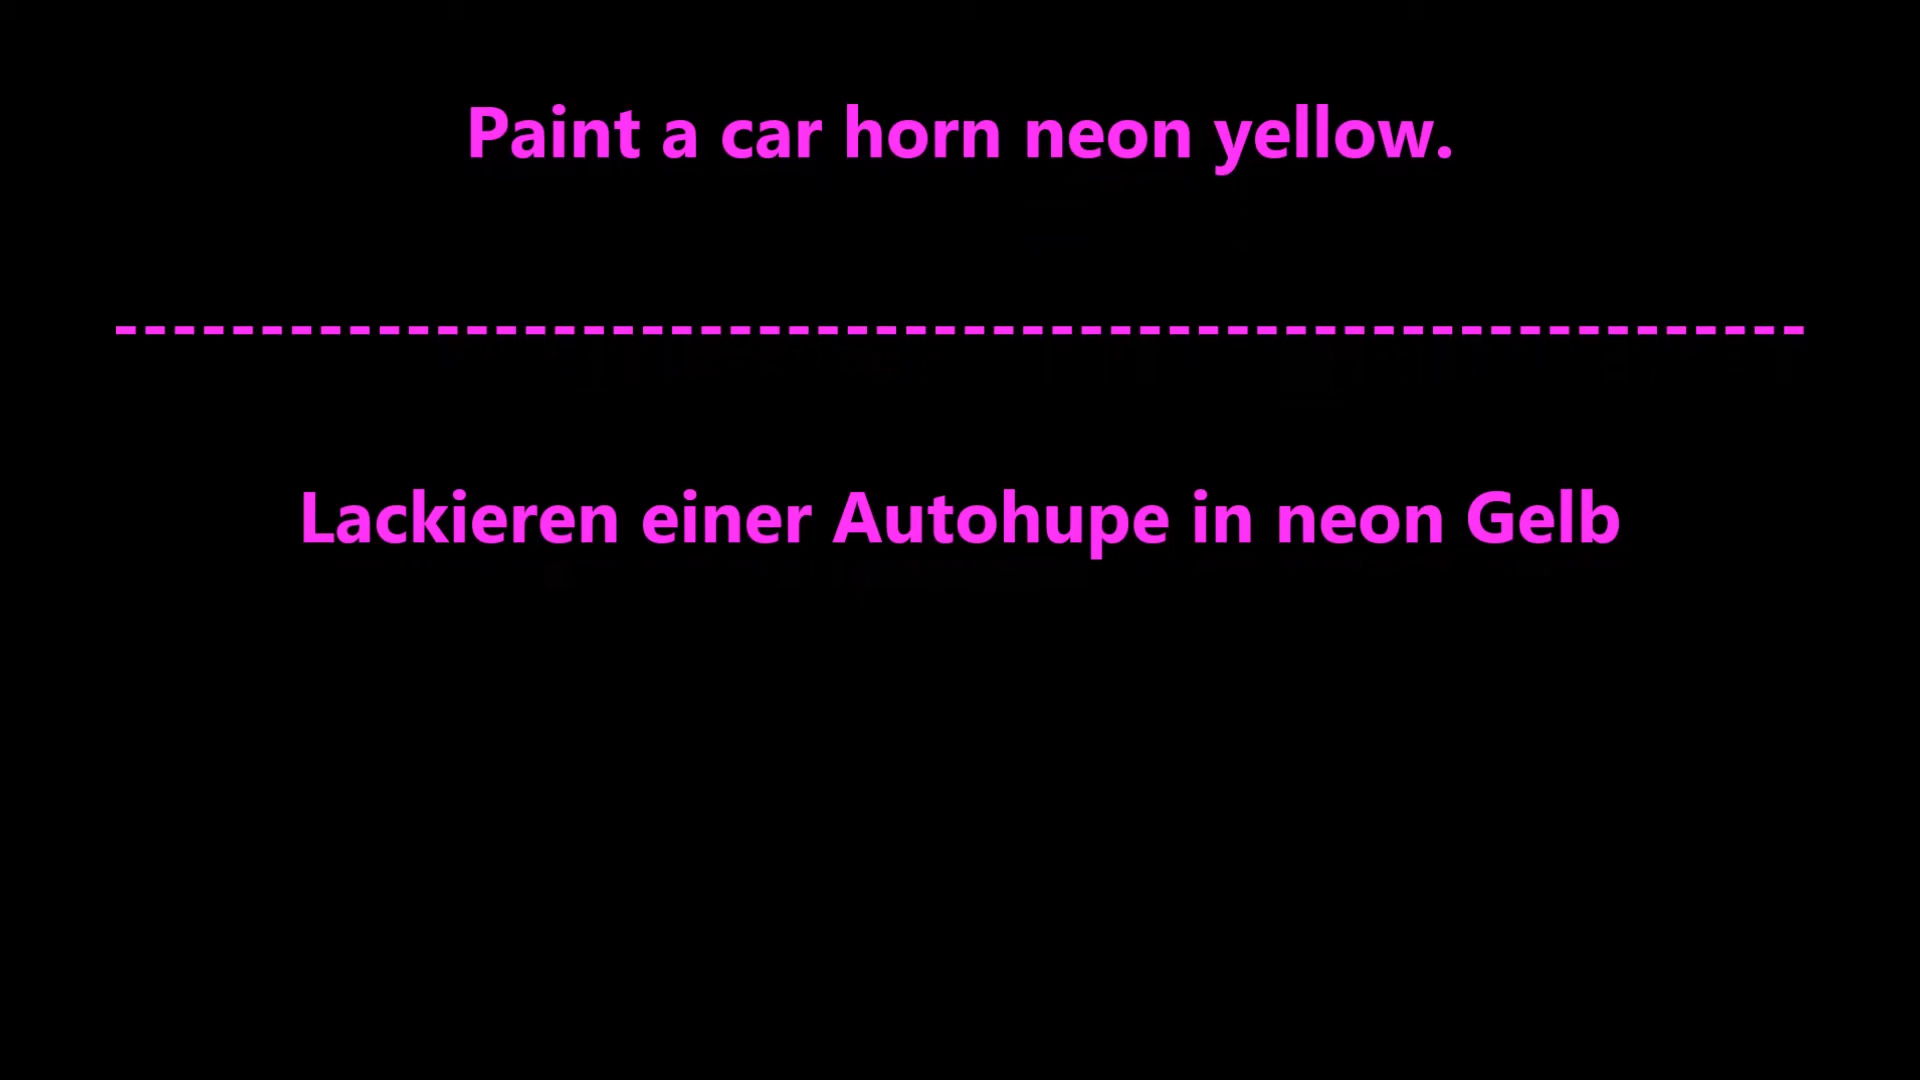 Paint a car horn neon yellow.
----------------------------------------------------------
Lackieren einer Autohupe in neon Gelb